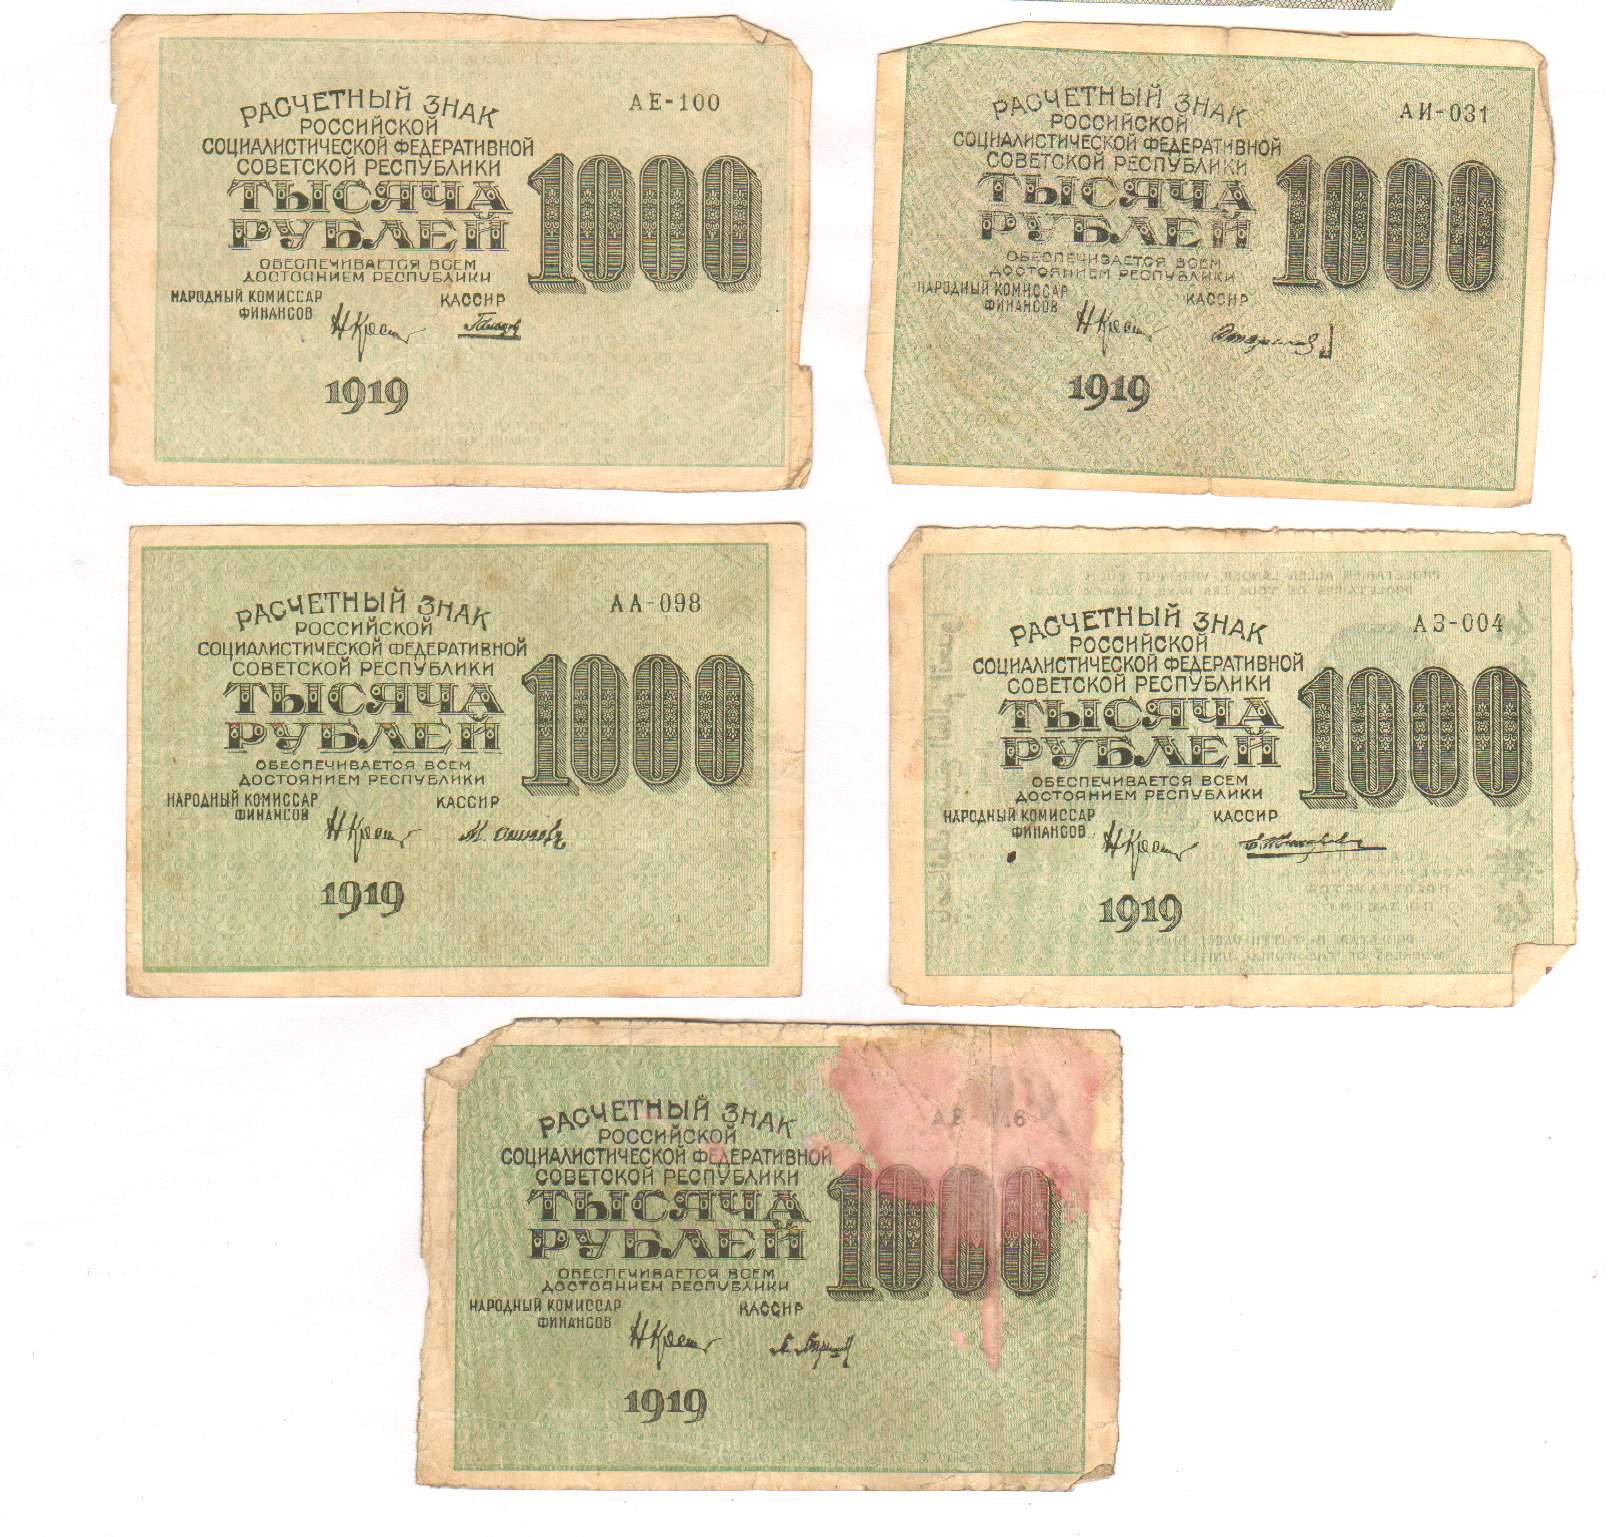 РАСЧЕТНЫЙ ЗНАК
РОССИЙСКОЙ
СОЦИАЛИСТИЧЕСКОЙ ФЕДЕРАТИВНОЙ
СОВЕТСКОЙ РЕСПУБЛИКИ
ТЫСЯЧА
РУБЛЕЙ
ОБЕСПЕЧИВАЕТСЯ ВСЕМ
ДОСТОЯНИЕМ РЕСПУБЛИКИ
НАРОДНЫЙ КОМИССАР
ФИНАНСОВ
КАССИР
1919
АЕ-100
1000
РАСЧЕТНЫЙ ЗНАК
РОССИЙСКОЙ
СОЦИАЛИСТИЧЕСКОЙ ФЕДЕРАТИВНОЙ
СОВЕТСКОЙ РЕСПУБЛИКИ
ТЫСЯЧА
РУБЛЕЙ
ОБЕСПЕЧИВАЕТСЯ ВСЕМ
ДОСТОЯНИЕМ РЕСПУБЛИКИ
НАРОДНЫЙ КОМИССАР
ФИНАНСОВ
КАССИР
1919
АИ-031
1000
РАСЧЕТНЫЙ ЗНАК
РОССИЙСКОЙ
СОЦИАЛИСТИЧЕСКОЙ ФЕДЕРАТИВНОЙ
СОВЕТСКОЙ РЕСПУБЛИКИ
ТЫСЯЧА
РУБЛЕЙ
ОБЕСПЕЧИВАЕТСЯ ВСЕМ
ДОСТОЯНИЕМ РЕСПУБЛИКИ
НАРОДНЫЙ КОМИССАР
ФИНАНСОВ
КАССИР
1919
АА-098
1000
РАСЧЕТНЫЙ ЗНАК
РОССИЙСКОЙ
СОЦИАЛИСТИЧЕСКОЙ ФЕДЕРАТИВНОЙ
СОВЕТСКОЙ РЕСПУБЛИКИ
ТЫСЯЧА
РУБЛЕЙ
ОБЕСПЕЧИВАЕТСЯ ВСЕМ
ДОСТОЯНИЕМ РЕСПУБЛИКИ
НАРОДНЫЙ КОМИССАР
ФИНАНСОВ
КАССИР
1919
АЗ-004
1000
РАСЧЕТНЫЙ ЗНАК
РОССИЙСКОЙ
СОЦИАЛИСТИЧЕСКОЙ ФЕДЕРАТИВНОЙ
СОВЕТСКОЙ РЕСПУБЛИКИ
ТЫСЯЧА
РУБЛЕЙ
ОБЕСПЕЧИВАЕТСЯ ВСЕМ
ДОСТОЯНИЕМ РЕСПУБЛИКИ
НАРОДНЫЙ КОМИССАР
ФИНАНСОВ
КАССИР
1919
1000